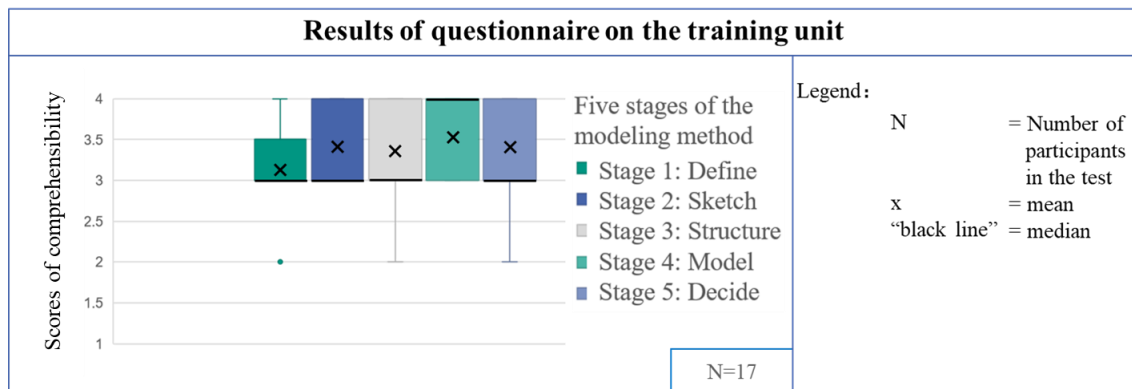 Results of questionnaire on the training unit
Scores of comprehensibility
4
3.5
3
2.5
2
1.5
1
Five stages of the
modeling method
Stage 1: Define
Stage 2: Sketch
Stage 3: Structure
Stage 4: Model
Stage 5: Decide
N=17
Legend:
N = Number of
participants
in the test
x = mean
“black line” = median